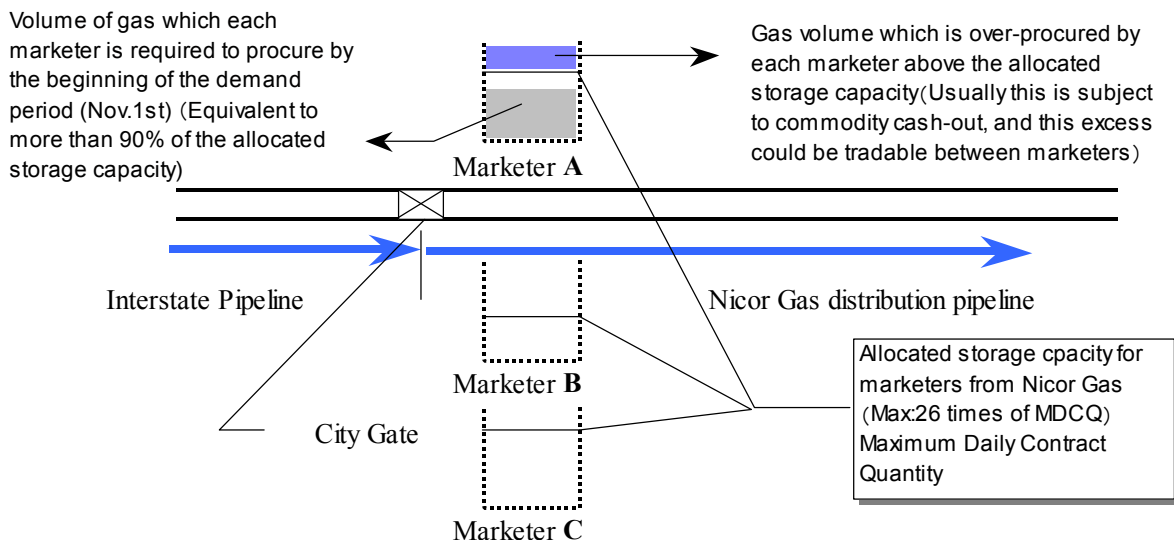 Volume of gas which each
marketer is required to procure by
the beginning of the demand
period (Nov.1st) (Equivalent to
more than 90% of the allocated
storage capacity)
Gas volume which is over-procured by
each marketer above the allocated
storage capacity(Usually this is subject
to commodity cash-out, and this excess
could be tradable between marketers)
Marketer A
Interstate Pipeline
Nicor Gas distribution pipeline
Marketer B
City Gate
Allocated storage cpacity for
marketers from Nicor Gas
(Max:26 times of MDCQ)
Maximum Daily Contract
Quantity
Marketer C